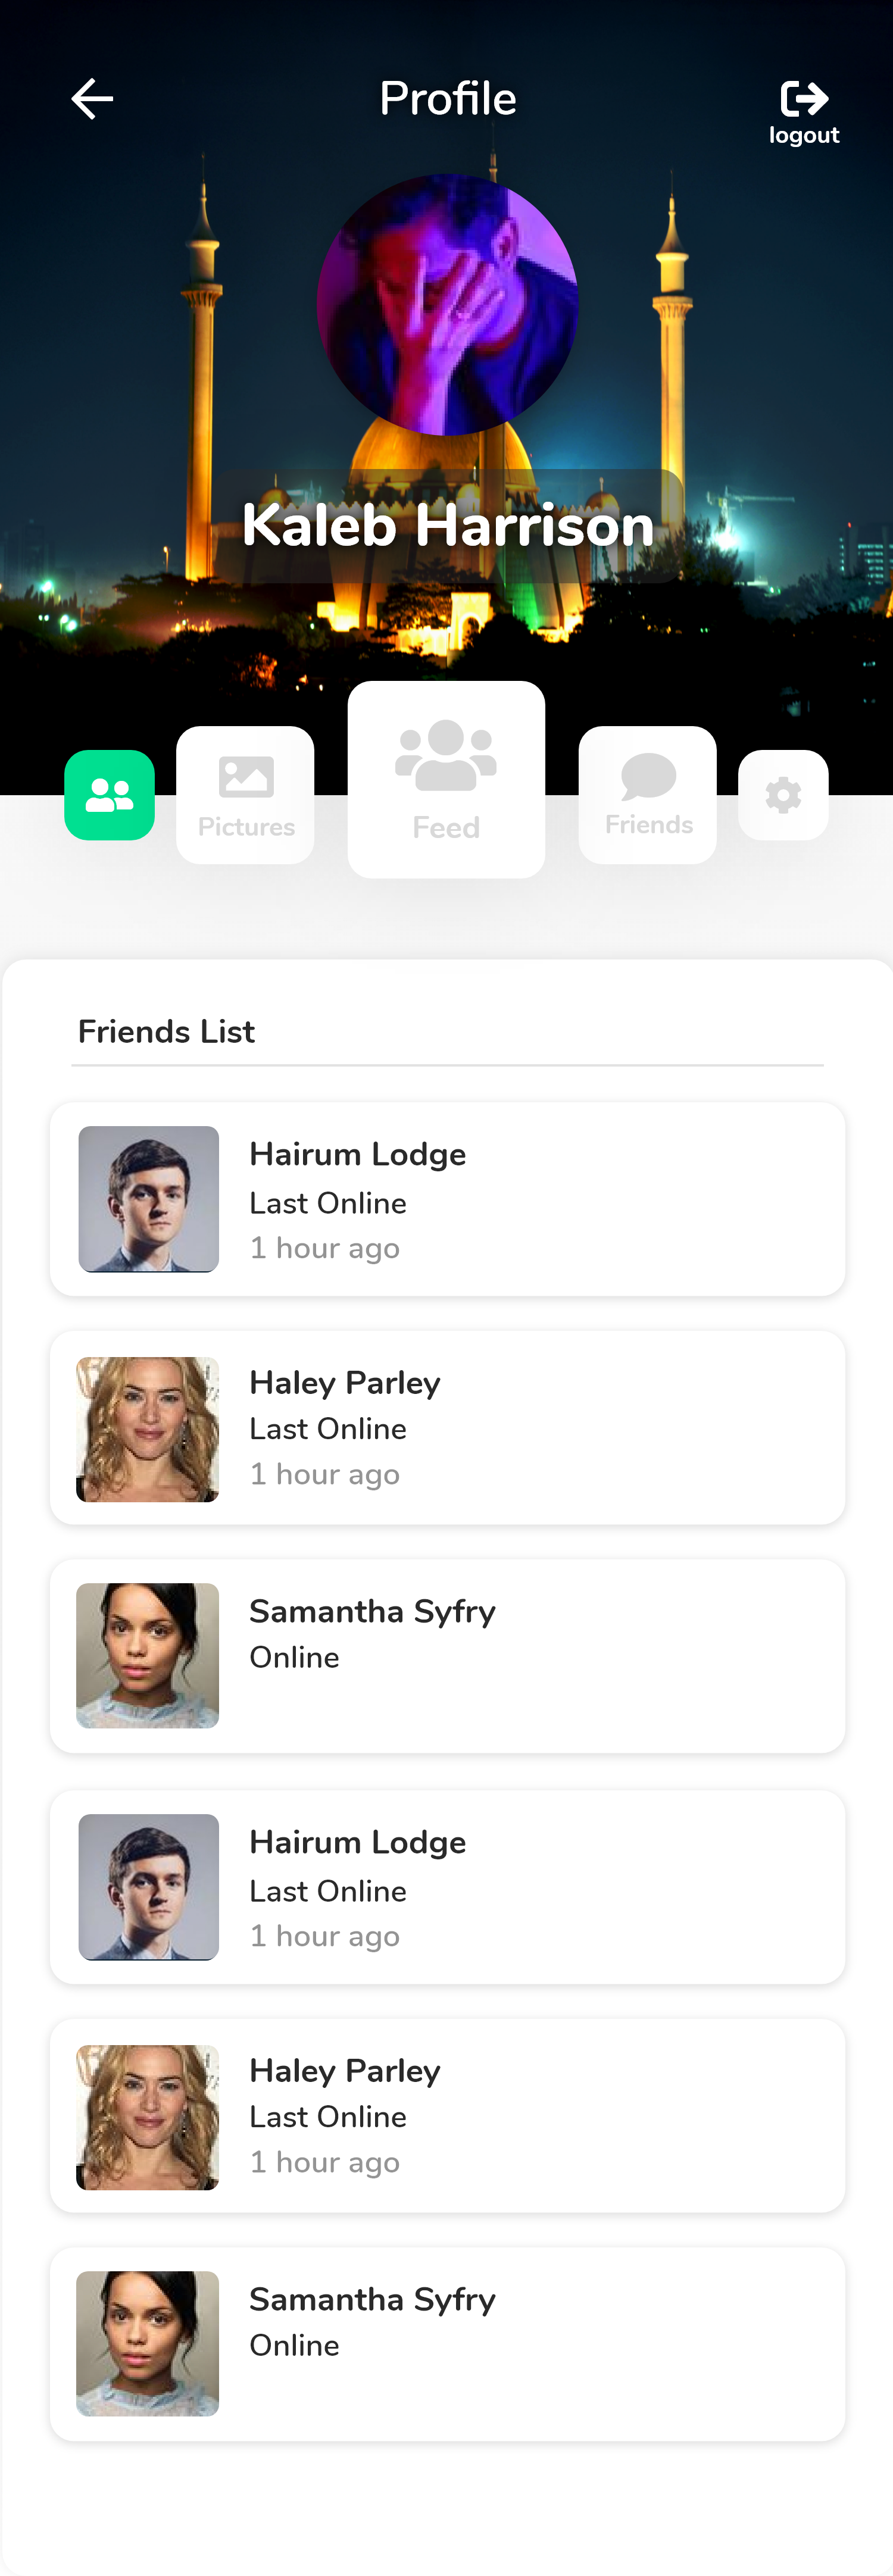 Profile
logout
Kaleb Harrison
Pictures
Feed
Friends
Friends List
Hairum Lodge
Last Online
1 hour ago
Haley Parley
Last Online
1 hour ago
Samantha Syfry
Online
Hairum Lodge
Last Online
1 hour ago
Haley Parley
Last Online
1 hour ago
Samantha Syfry
Online